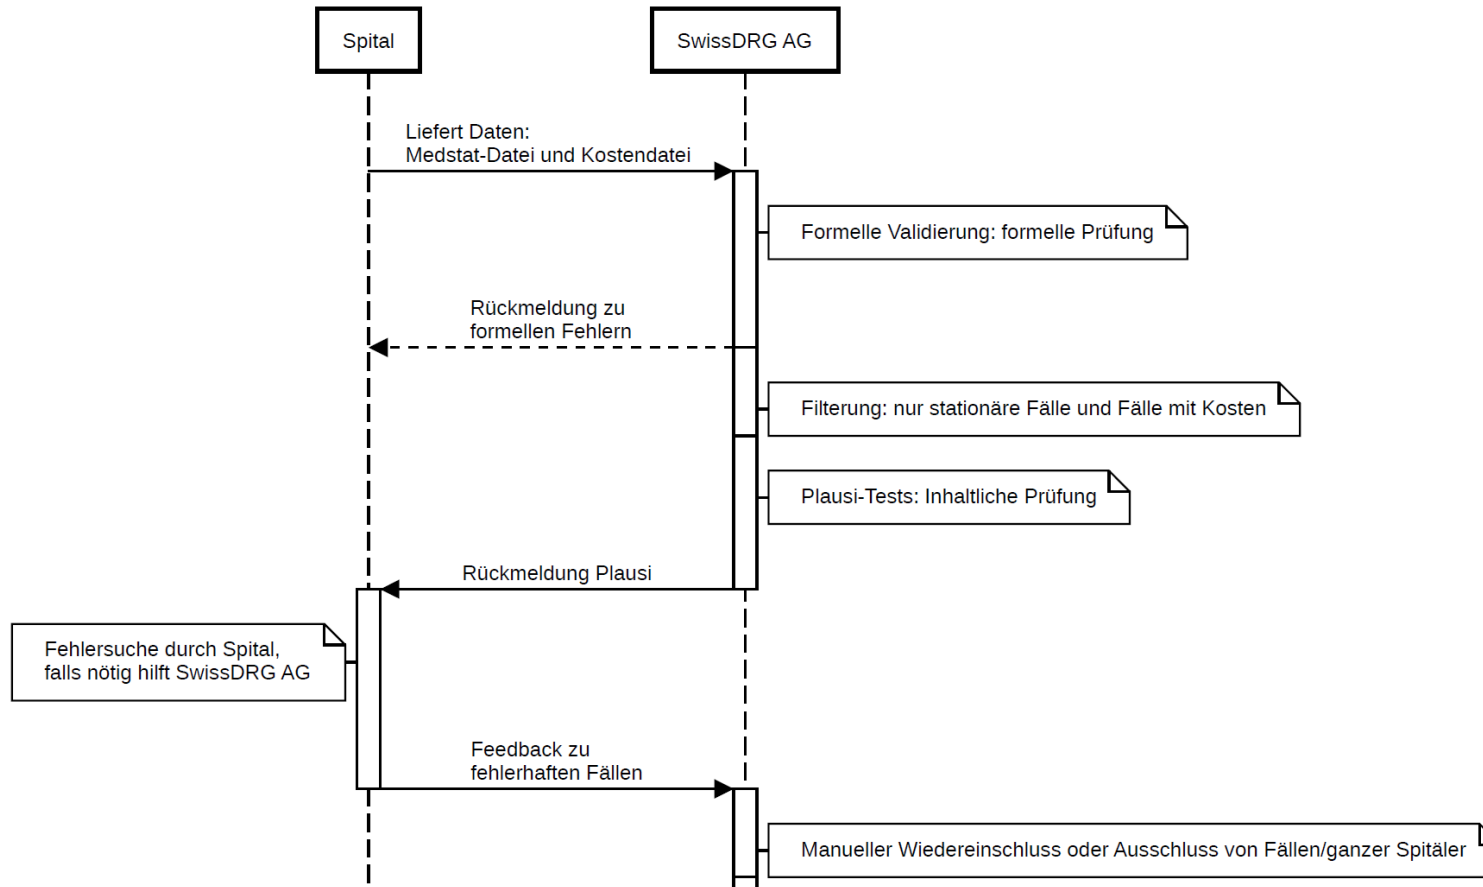 Spital
SwissDRG AG
Liefert Daten:
Medstat-Datei und Kostendatei
Formelle Validierung: formelle Prüfung
Rückmeldung zu
formellen Fehlern
Filterung: nur stationäre Fälle und Fälle mit Kosten
Plausi-Tests: Inhaltliche Prüfung
Rückmeldung Plausi
Fehlersuche durch Spital,
falls nötig hilft SwissDRG AG
Feedback zu
fehlerhaften Fällen
Manueller Wiedereinschluss oder Ausschluss von Fällen/ganzer Spitäler